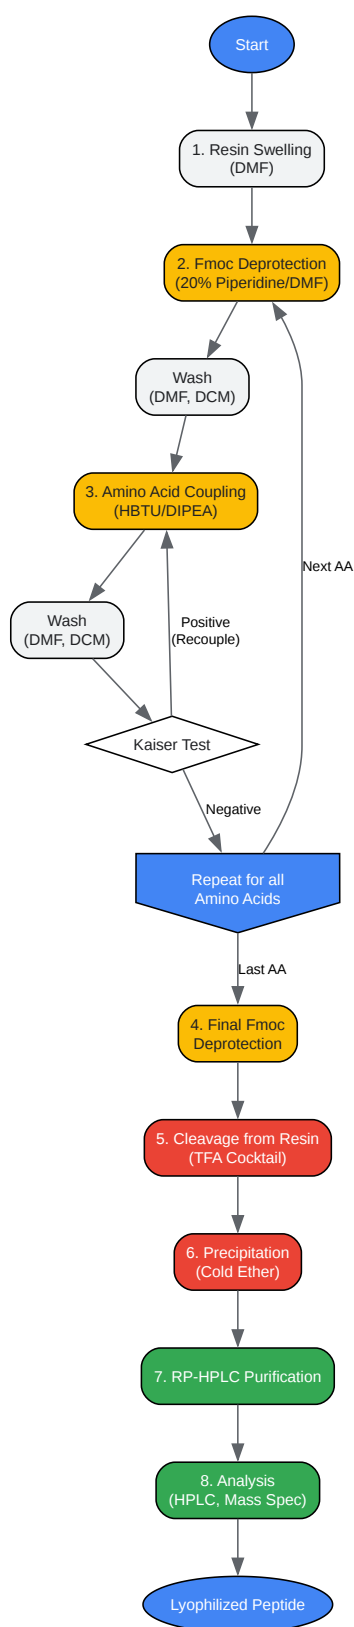 Start
1. Resin Swelling
(DMF)
2. Fmoc Deprotection
(20% Piperidine/DMF)
Wash
(DMF, DCM)
3. Amino Acid Coupling
(HBTU/DIPEA)
Next AA
Wash
(DMF, DCM)
Positive
(Recouple)
Kaiser Test
Negative
Repeat for all
Amino Acids
Last AA
4. Final Fmoc
Deprotection
5. Cleavage from Resin
(TFA Cocktail)
6. Precipitation
(Cold Ether)
7. RP-HPLC Purification
8. Analysis
(HPLC, Mass Spec)
Lyophilized Peptide